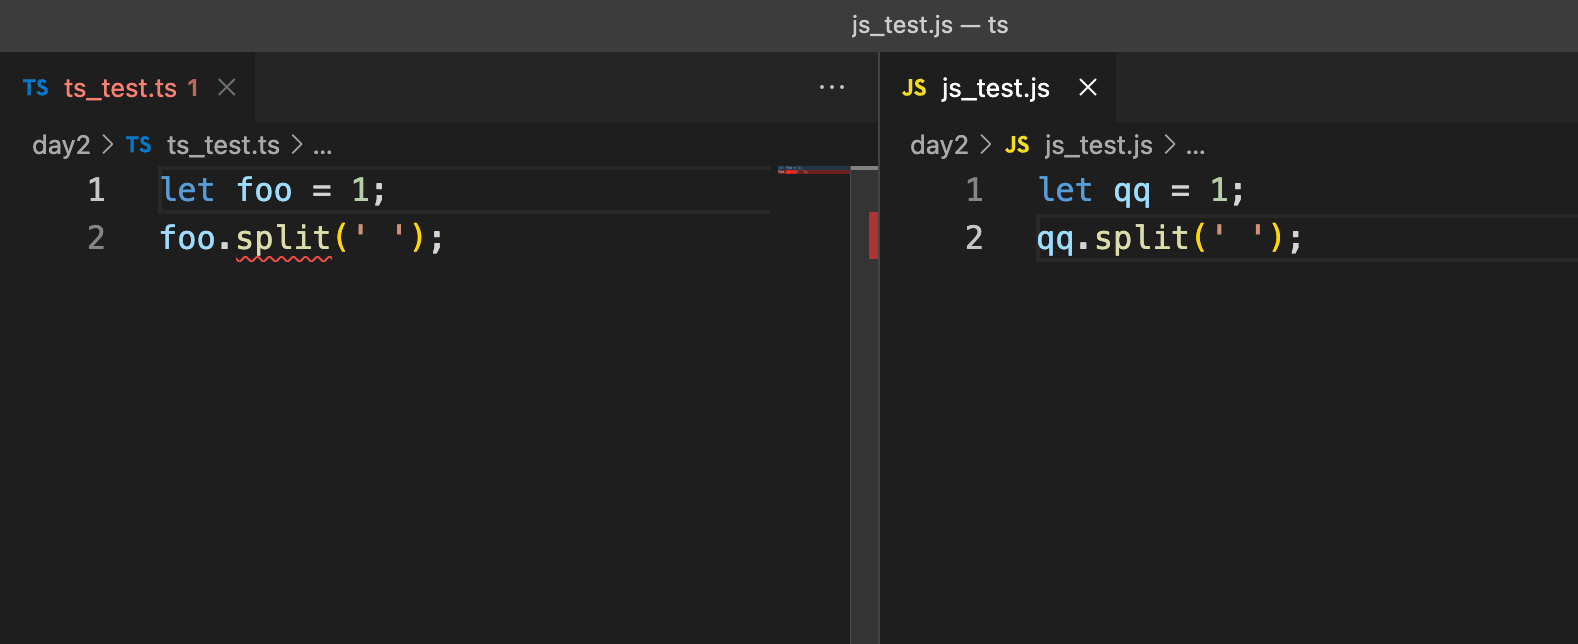 js_test.js — ts
TS ts_test.ts 1
day2 > TS ts_test.ts > ...
1 let foo = 1;
2 foo.split(' ');
JS js_test.js
day2 > JS js_test.js > ...
1 let qq = 1;
2 qq.split(' ');